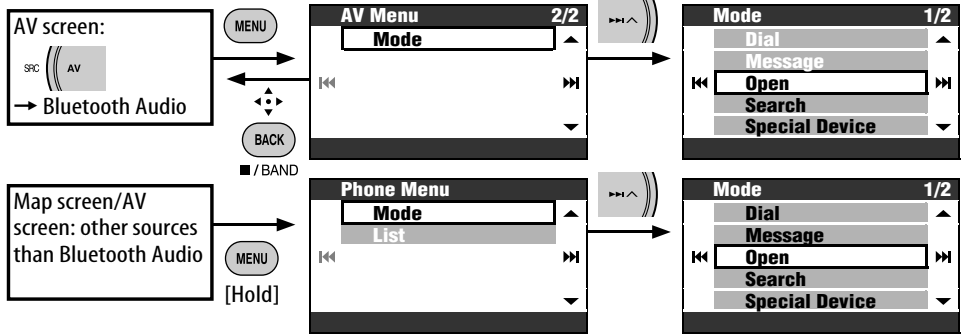 AV screen:
SRC AV
→ Bluetooth Audio
MENU
BACK
■/BAND
AV Menu 2/2
Mode
Mode 1/2
Dial
Message
Open
Search
Special Device
Map screen/AV
screen: other sources
than Bluetooth Audio
MENU
[Hold]
Phone Menu
Mode
List
Mode 1/2
Dial
Message
Open
Search
Special Device